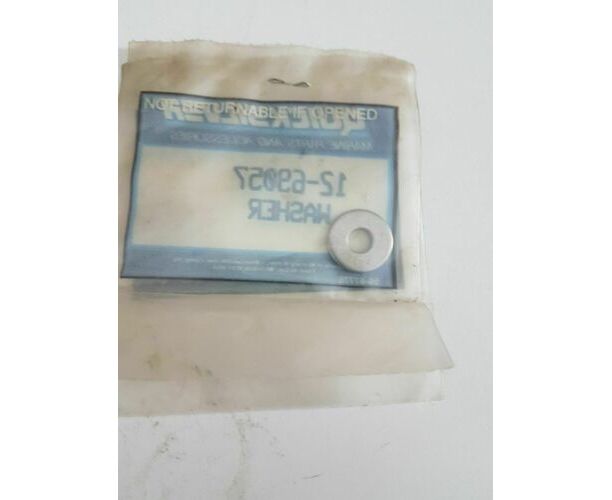 NOT RETURNABLE IF OPENED
QUICKSILVER
MARINE PARTS AND ACCESSORIES
12-69057
WASHER